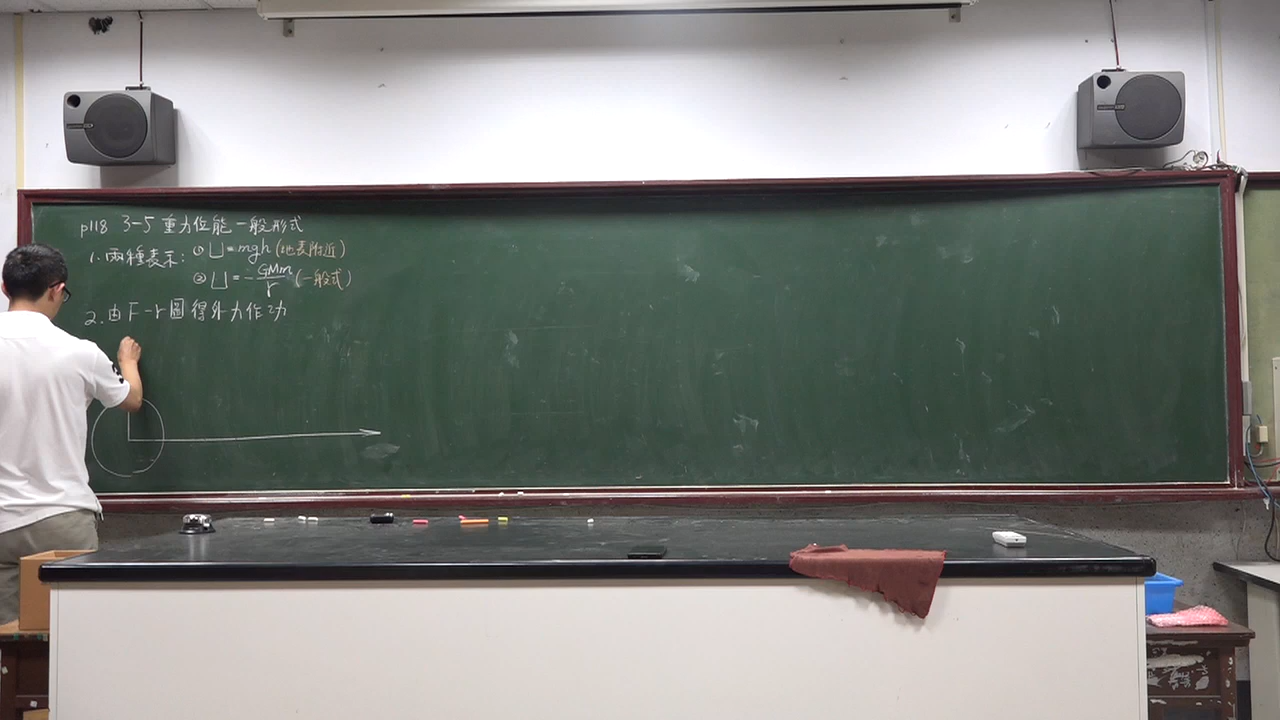 p118 3-5 重力位能一般形式
1. 兩種表示: ① U=mgh (地表附近)
② U = -GMm/r (一般式)
2. 由 F-r 圖得外力作功